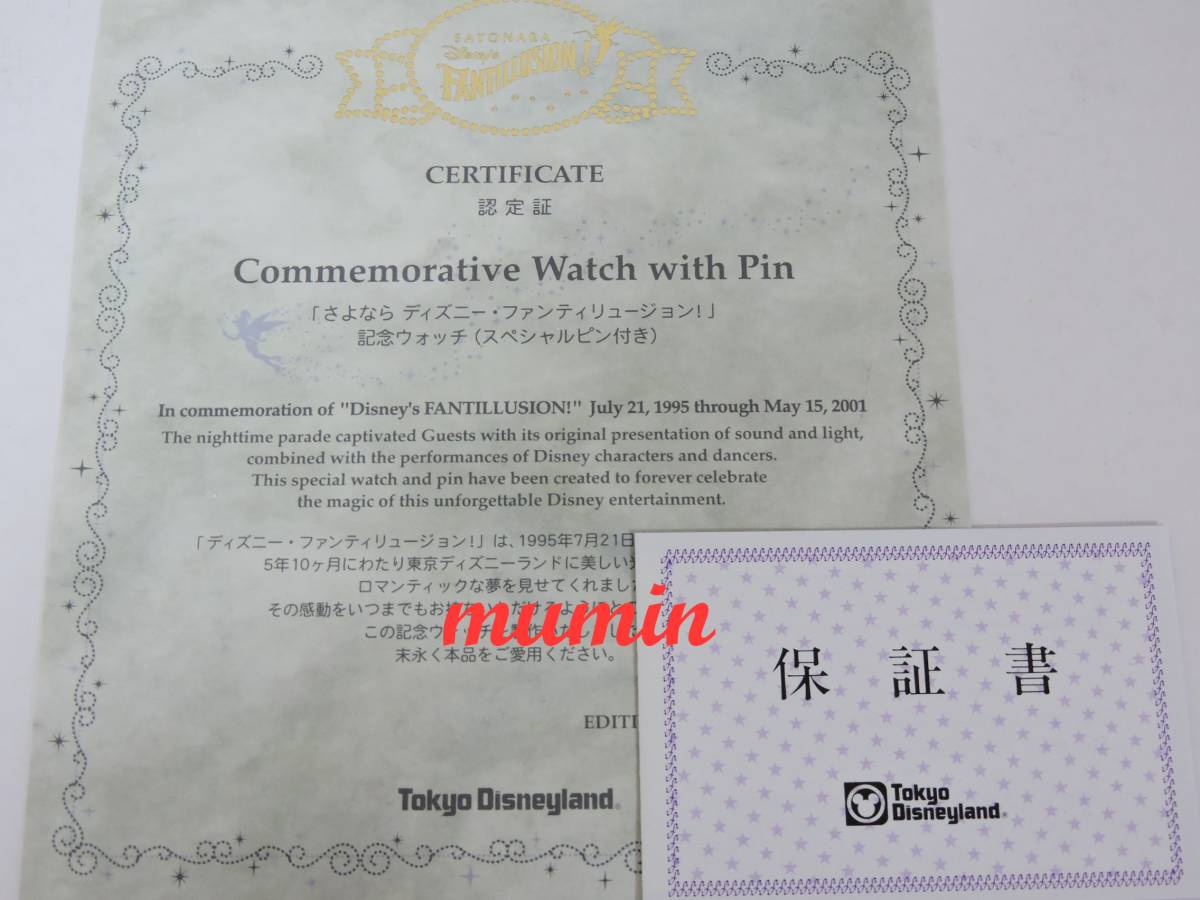 SAYONARA
Disney's
FANTILLUSION!
CERTIFICATE
認定証
Commemorative Watch with Pin
「さよなら ディズニー・ファンティリュージョン!」
記念ウォッチ(スペシャルピン付き)
In commemoration of "Disney's FANTILLUSION!" July 21, 1995 through May 15, 2001
The nighttime parade captivated Guests with its original presentation of sound and light,
combined with the performances of Disney characters and dancers.
This special watch and pin have been created to forever celebrate
the magic of this unforgettable Disney entertainment.
「ディズニー・ファンティリュージョン!」は、1995年7月21日
5年10ヶ月にわたり東京ディズニーランドに美しい
ロマンティックな夢を見せてくれました
その感動をいつまでもお
この記念ウ
末永く本品をご愛用ください。
mumin
EDITI
Tokyo Disneyland
保証書
Tokyo
Disneyland